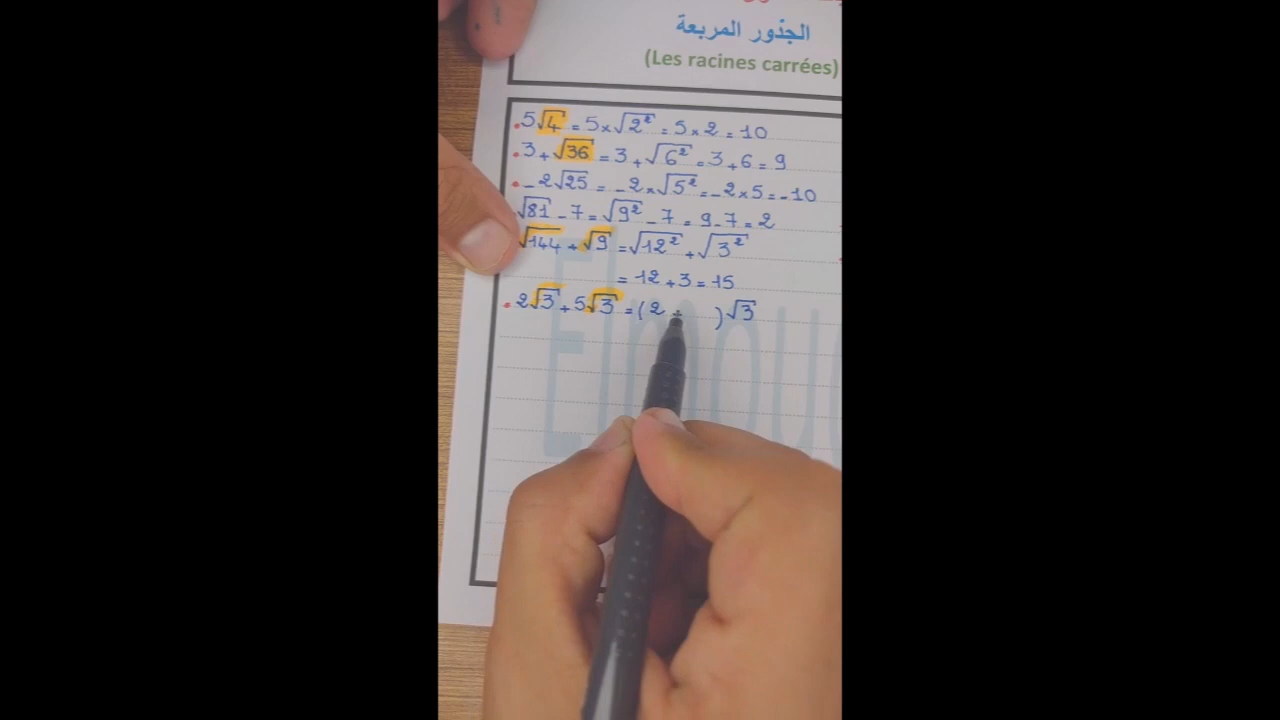 الجذور المربعة
(Les racines carrées)
. 5√4 = 5×√2² = 5×2 = 10
. 3+√36 = 3+√6² = 3+6 = 9
. -2√25 = -2×√5² = -2×5 = -10
√81 - 7 = √9² - 7 = 9-7 = 2
√144 + √9 = √12² + √3²
= 12+3 = 15
. 2√3 + 5√3 = (2 + )√3